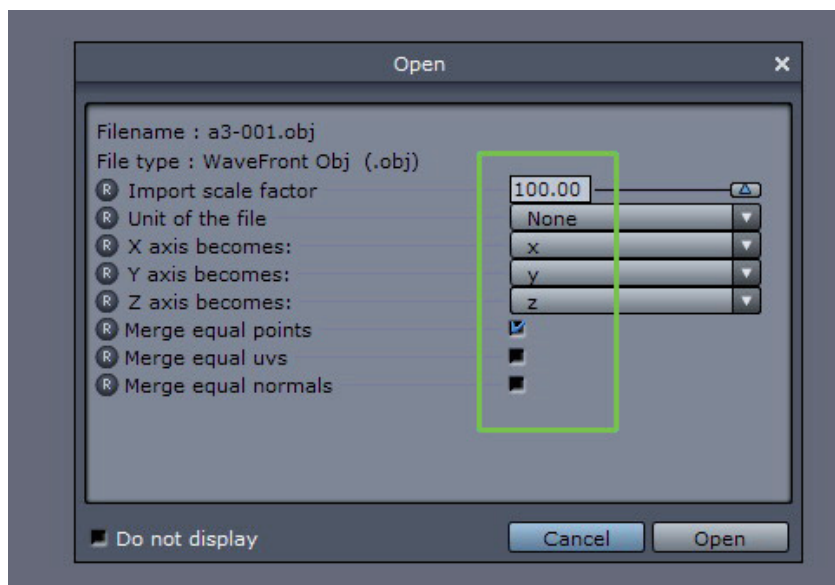 Open
Filename : a3-001.obj
File type : WaveFront Obj (.obj)
R Import scale factor 100.00
R Unit of the file None
R X axis becomes: x
R Y axis becomes: y
R Z axis becomes: z
R Merge equal points
R Merge equal uvs
R Merge equal normals
Do not display Cancel Open